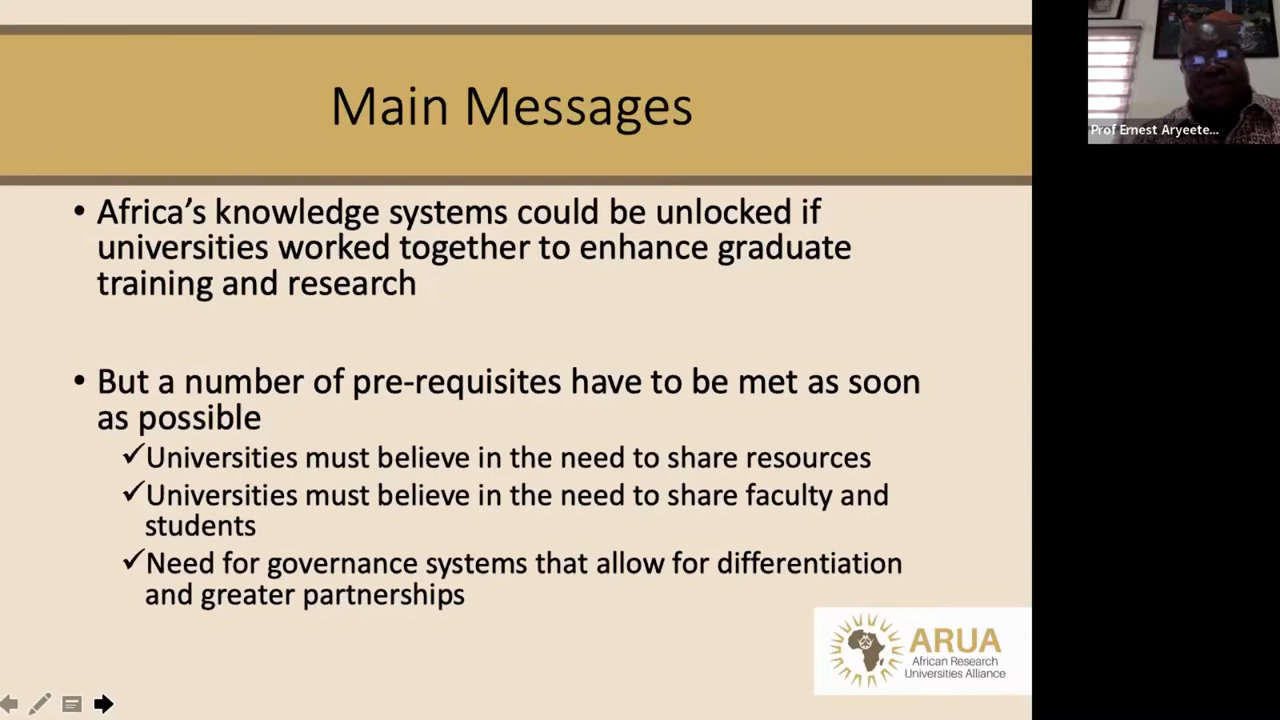 Main Messages
• Africa's knowledge systems could be unlocked if
universities worked together to enhance graduate
training and research
• But a number of pre-requisites have to be met as soon
as possible
✓Universities must believe in the need to share resources
✓Universities must believe in the need to share faculty and
students
✓Need for governance systems that allow for differentiation
and greater partnerships
ARUA
African Research
Universities Alliance
Prof Ernest Aryeete...